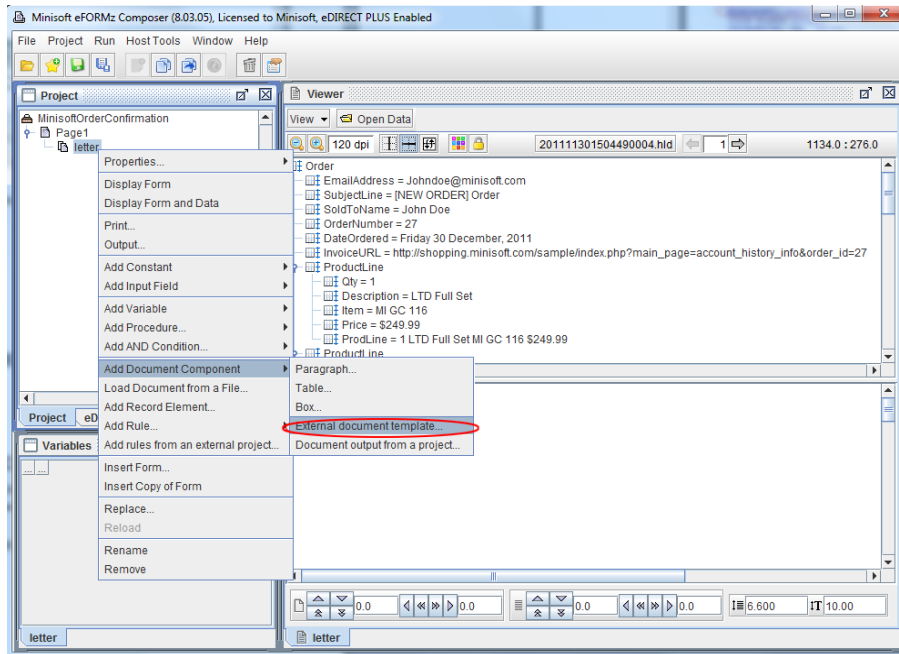 Minisoft eFORMz Composer (8.03.05), Licensed to Minisoft, eDIRECT PLUS Enabled
File Project Run Host Tools Window Help
Project
MinisoftOrderConfirmation
Page1
letter
Properties...
Display Form
Display Form and Data
Print...
Output...
Add Constant
Add Input Field
Add Variable
Add Procedure...
Add AND Condition...
Add Document Component
Load Document from a File...
Add Record Element...
Add Rule...
Add rules from an external project...
Insert Form...
Insert Copy of Form
Replace...
Reload
Rename
Remove
Paragraph...
Table...
Box...
External document template...
Document output from a project...
Project eD
Variables
... ...
letter
Viewer
View Open Data
120 dpi 201111301504490004.hld 1 1134.0 : 276.0
Order
EmailAddress = Johndoe@minisoft.com
SubjectLine = [NEW ORDER] Order
SoldToName = John Doe
OrderNumber = 27
DateOrdered = Friday 30 December, 2011
InvoiceURL = http://shopping.minisoft.com/sample/index.php?main_page=account_history_info&order_id=27
ProductLine
Qty = 1
Description = LTD Full Set
Item = MI GC 116
Price = $249.99
ProdLine = 1 LTD Full Set MI GC 116 $249.99
ProductLine
0.0 0.0 0.0 0.0 6.600 10.00
letter